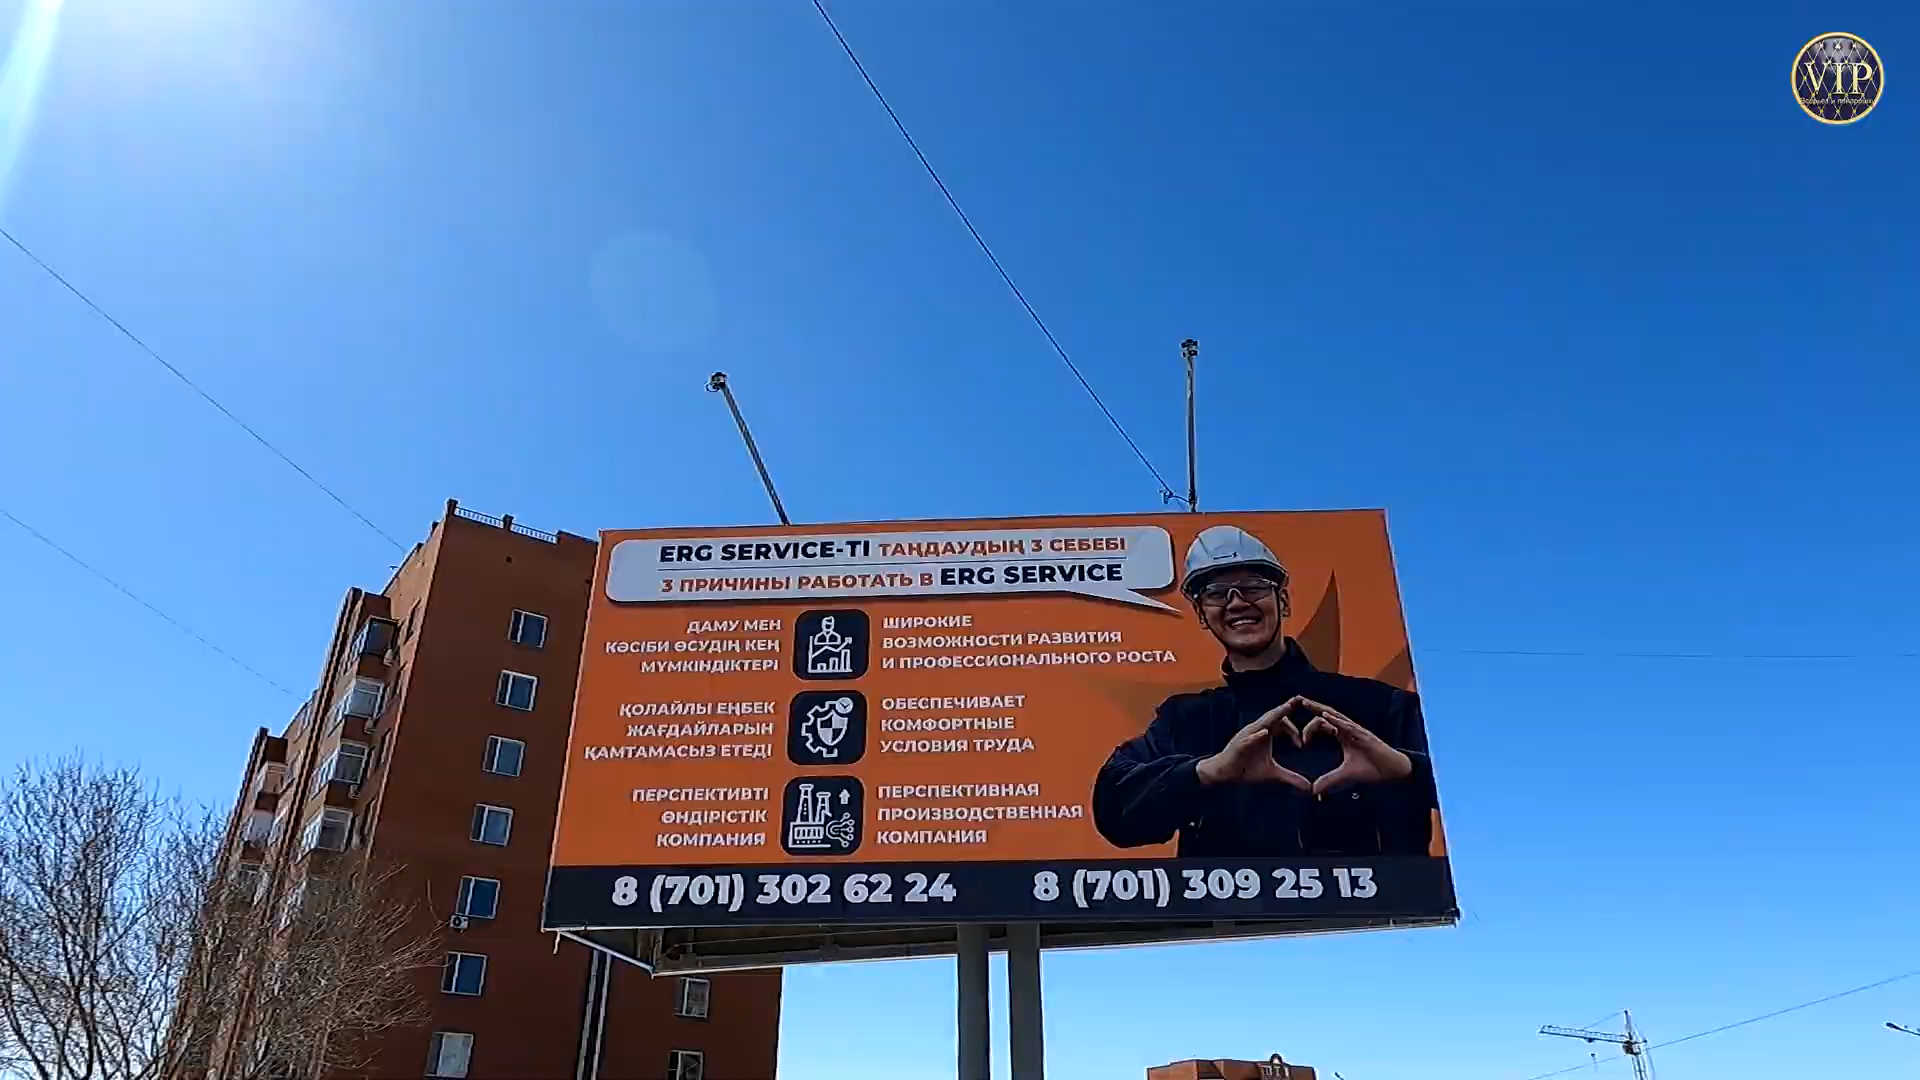 VIP
ERG SERVICE-TI ТАҢДАУДЫҢ 3 СЕБЕБІ
3 ПРИЧИНЫ РАБОТАТЬ В ERG SERVICE
ДАМУ МЕН
КӘСІБИ ӨСУДІҢ КЕҢ
МҮМКІНДІКТЕРІ
ШИРОКИЕ
ВОЗМОЖНОСТИ РАЗВИТИЯ
И ПРОФЕССИОНАЛЬНОГО РОСТА
ҚОЛАЙЛЫ ЕҢБЕК
ЖАҒДАЙЛАРЫН
ҚАМТАМАСЫЗ ЕТЕДІ
ОБЕСПЕЧИВАЕТ
КОМФОРТНЫЕ
УСЛОВИЯ ТРУДА
ПЕРСПЕКТИВТІ
ӨНДІРІСТІК
КОМПАНИЯ
ПЕРСПЕКТИВНАЯ
ПРОИЗВОДСТВЕННАЯ
КОМПАНИЯ
8 (701) 302 62 24
8 (701) 309 25 13